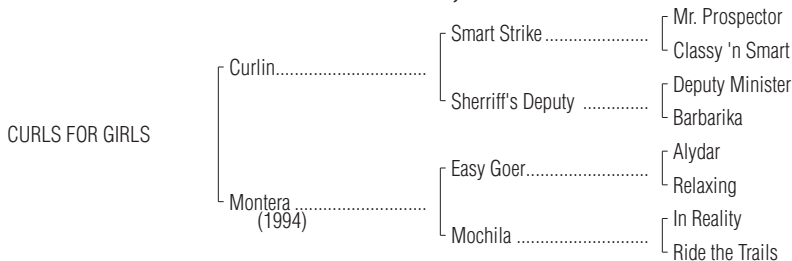 Mr. Prospector
Smart Strike .....................
Classy 'n Smart
Curlin...............................
Deputy Minister
Sherriff's Deputy .............
Barbarika
CURLS FOR GIRLS
Alydar
Easy Goer.........................
Relaxing
Montera ...........................
(1994)
In Reality
Mochila ...........................
Ride the Trails